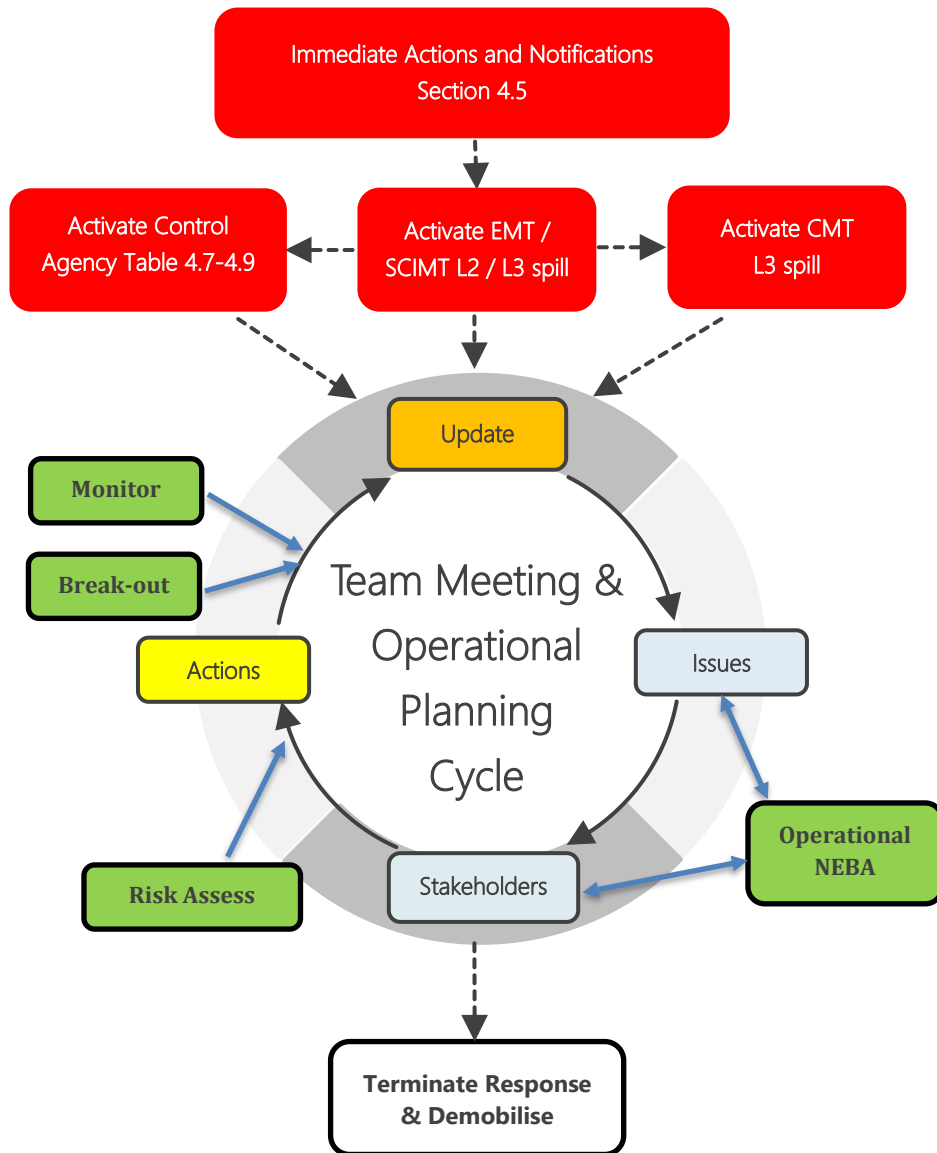 Immediate Actions and Notifications
Section 4.5
Activate Control
Agency Table 4.7-4.9
Activate EMT /
SCIMT L2 / L3 spill
Activate CMT
L3 spill
Update
Monitor
Break-out
Team Meeting &
Operational
Planning
Cycle
Actions
Issues
Operational
NEBA
Risk Assess
Stakeholders
Terminate Response
& Demobilise